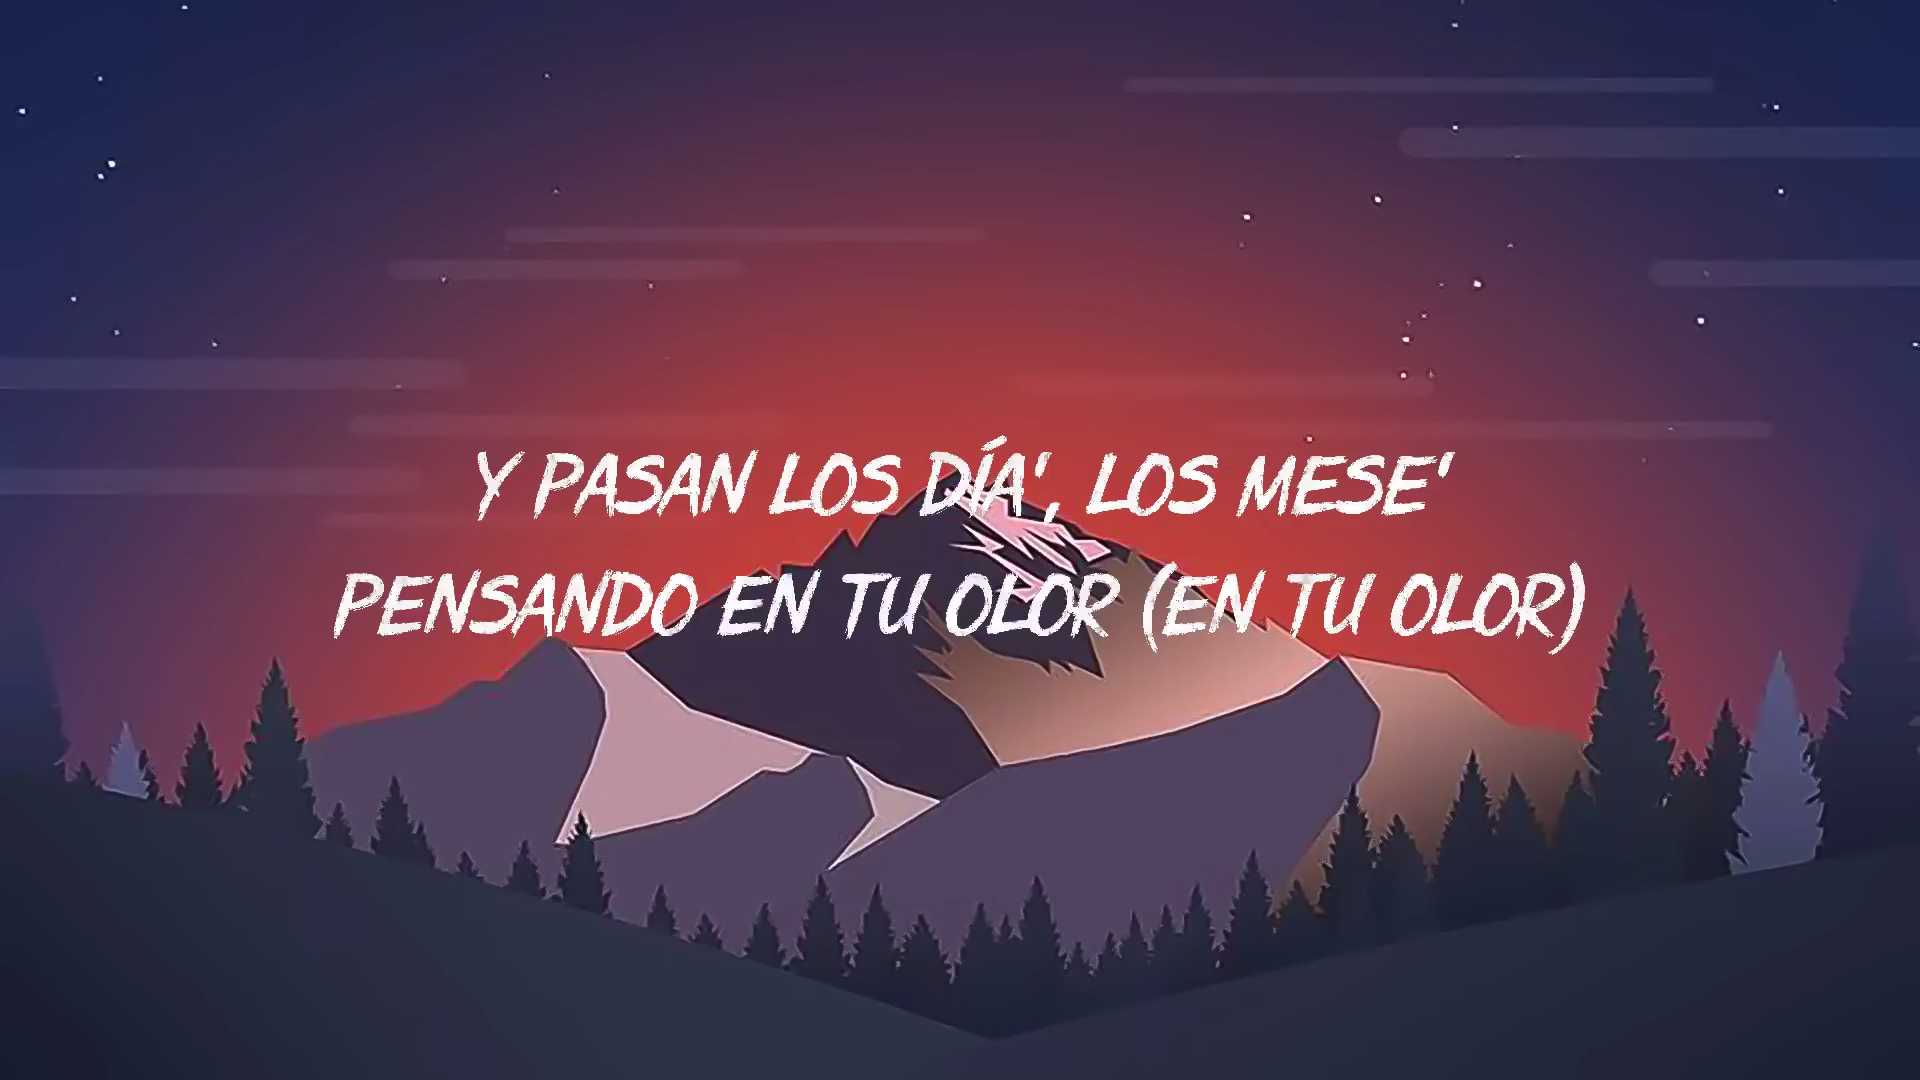 Y PASAN LOS DÍA', LOS MESE'
PENSANDO EN TU OLOR (EN TU OLOR)